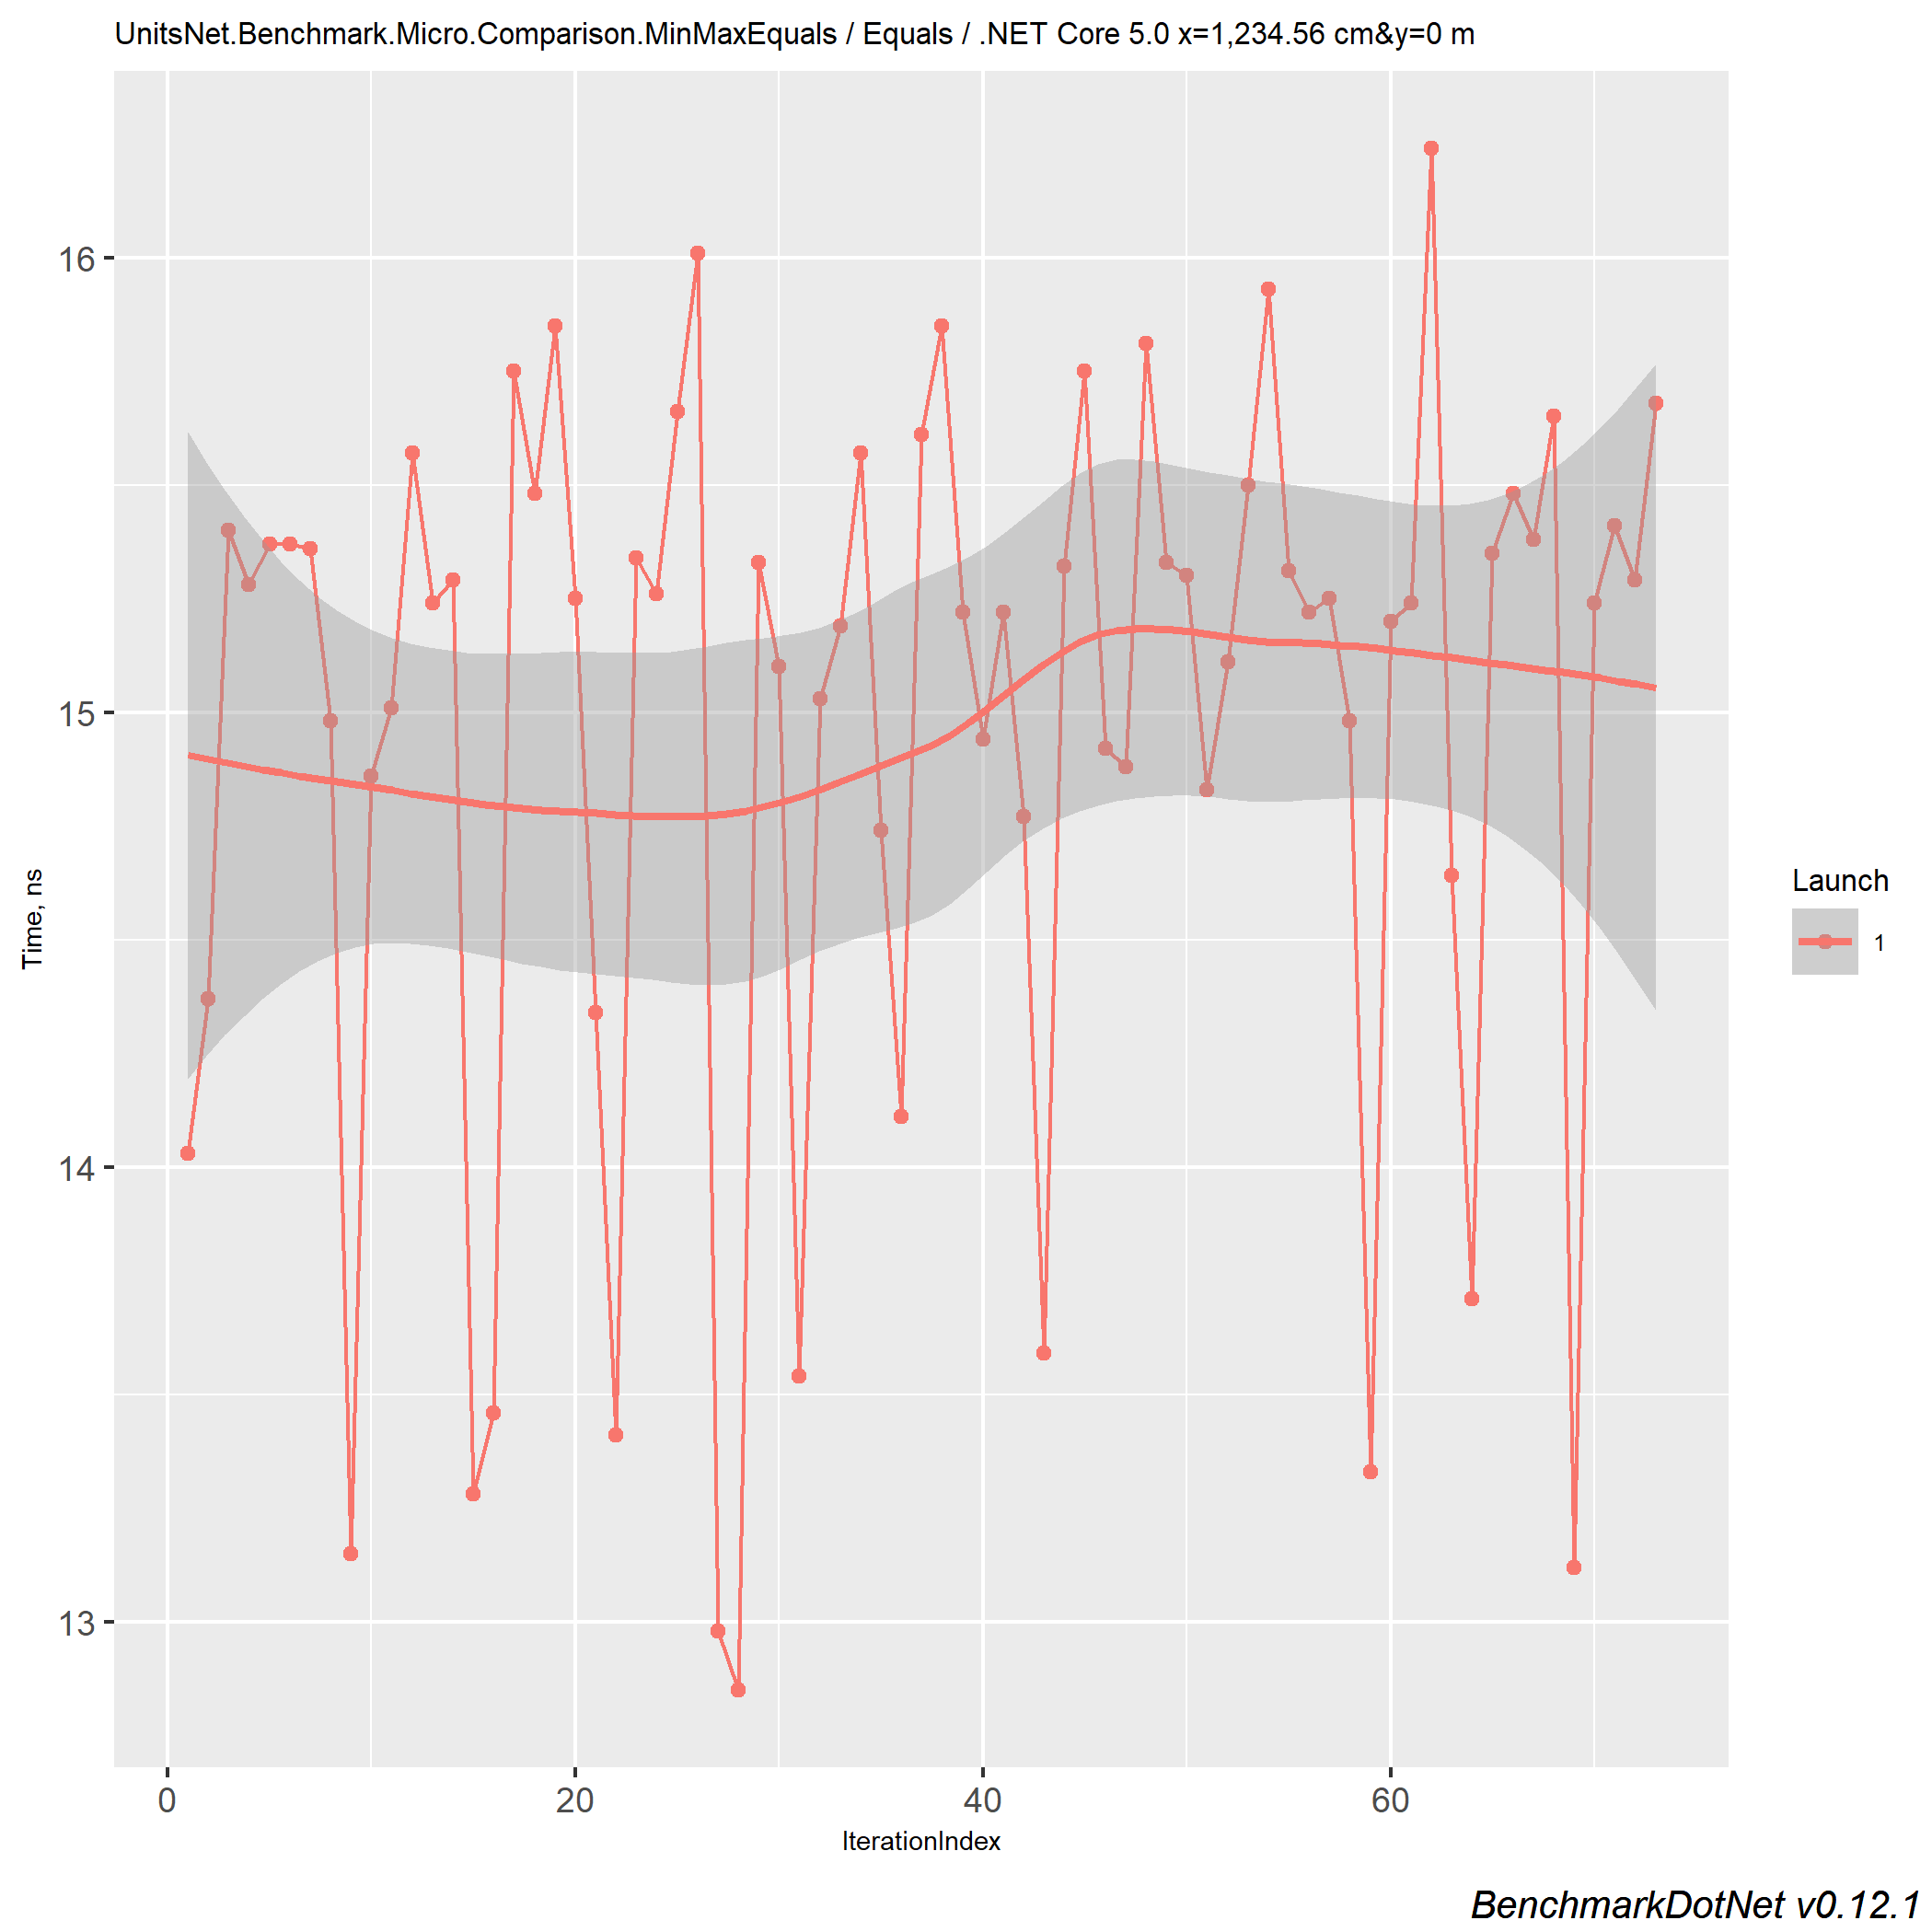 UnitsNet.Benchmark.Micro.Comparison.MinMaxEquals / Equals / .NET Core 5.0 x=1,234.56 cm&y=0 m
16
15
14
13
Time, ns
0 20 40 60
IterationIndex
Launch
1
BenchmarkDotNet v0.12.1